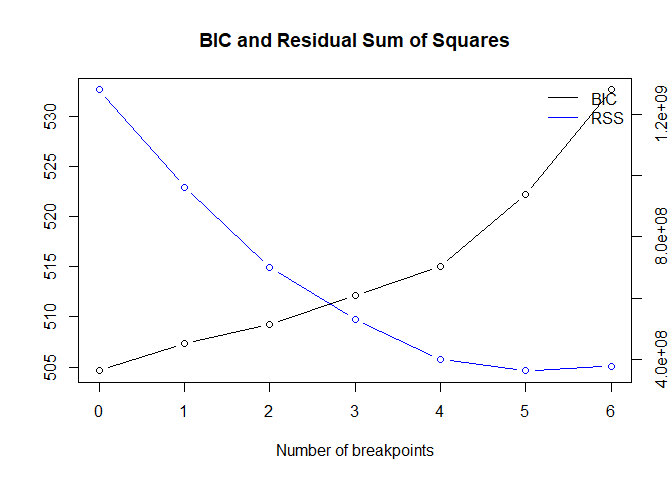 BIC and Residual Sum of Squares
BIC
RSS
530
525
520
515
510
505
1.2e+09
8.0e+08
4.0e+08
0 1 2 3 4 5 6
Number of breakpoints